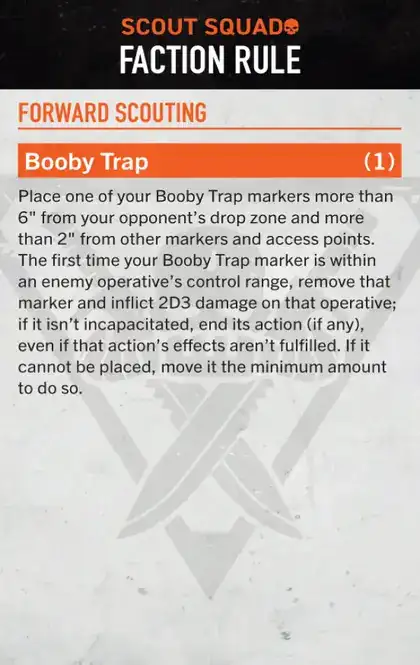 SCOUT SQUAD
FACTION RULE
FORWARD SCOUTING
Booby Trap (1)
Place one of your Booby Trap markers more than
6" from your opponent's drop zone and more
than 2" from other markers and access points.
The first time your Booby Trap marker is within
an enemy operative's control range, remove that
marker and inflict 2D3 damage on that operative;
if it isn't incapacitated, end its action (if any),
even if that action's effects aren't fulfilled. If it
cannot be placed, move it the minimum amount
to do so.